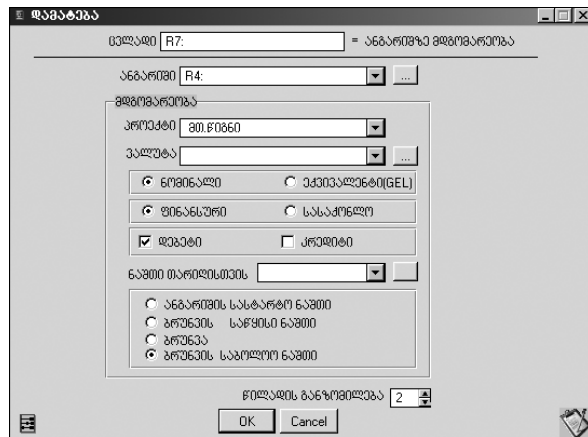 დამატება
ცვლადი R7: = ანგარიშზე მდგომარეობა
ანგარიში R4: ...
მდგომარეობა
პროექტი მთ.წიგნი
ვალუტა ...
ნომინალი ექვივალენტი(GEL)
ფინანსური სასაქონლო
დებეტი კრედიტი
ნაშთი თარიღისთვის
ანგარიშის სასტარტო ნაშთი
ბრუნვის საწყისი ნაშთი
ბრუნვა
ბრუნვის საბოლოო ნაშთი
წილადის განზომილება 2
OK Cancel